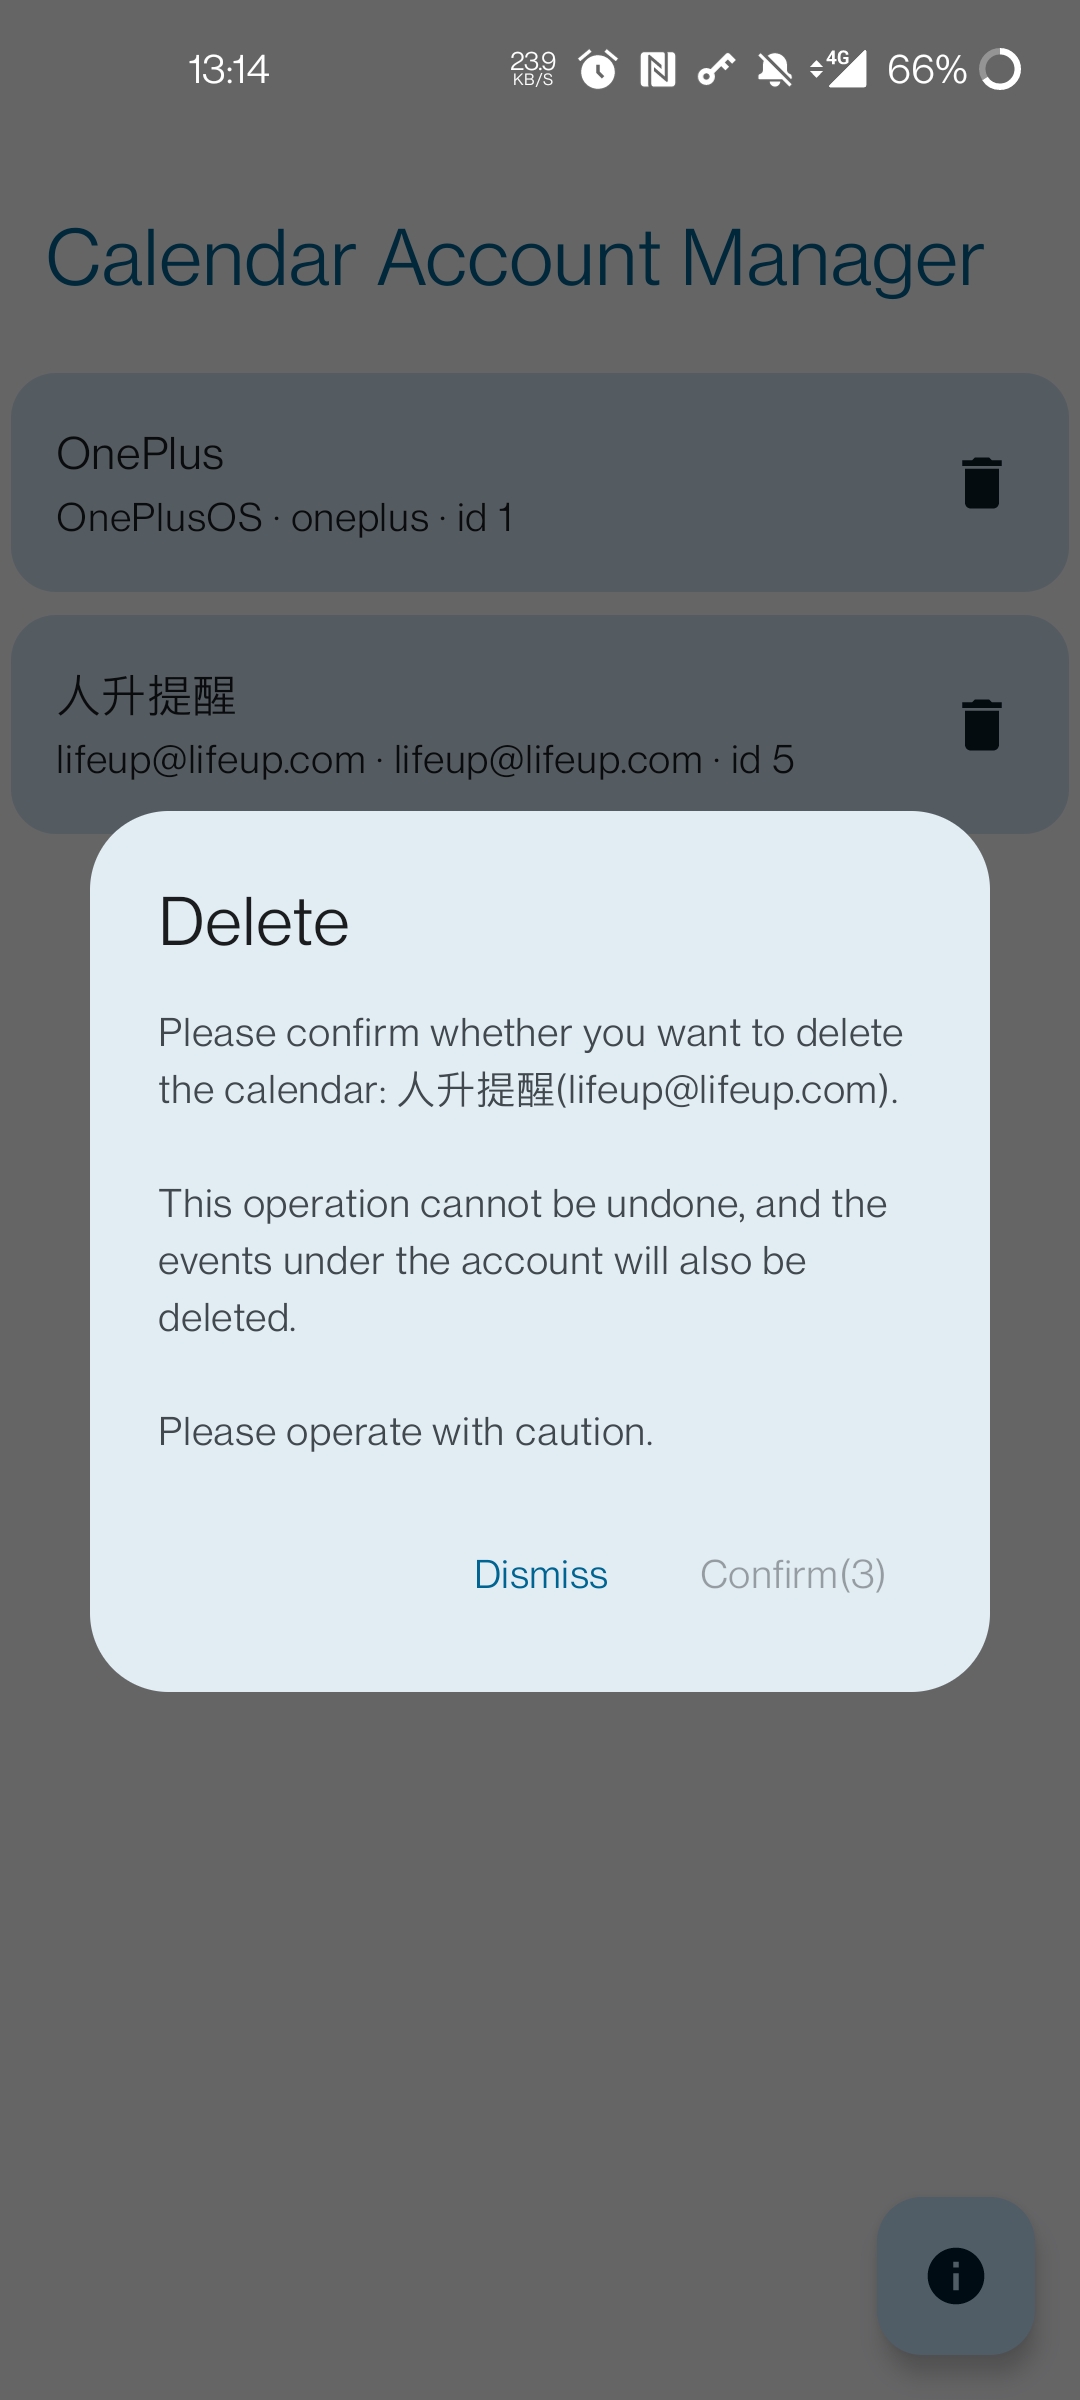 13:14
23.9
KB/S
4G
66%
Calendar Account Manager
OnePlus
OnePlusOS · oneplus · id 1
人升提醒
lifeup@lifeup.com · lifeup@lifeup.com · id 5
Delete
Please confirm whether you want to delete
the calendar: 人升提醒(lifeup@lifeup.com).
This operation cannot be undone, and the
events under the account will also be
deleted.
Please operate with caution.
Dismiss
Confirm(3)